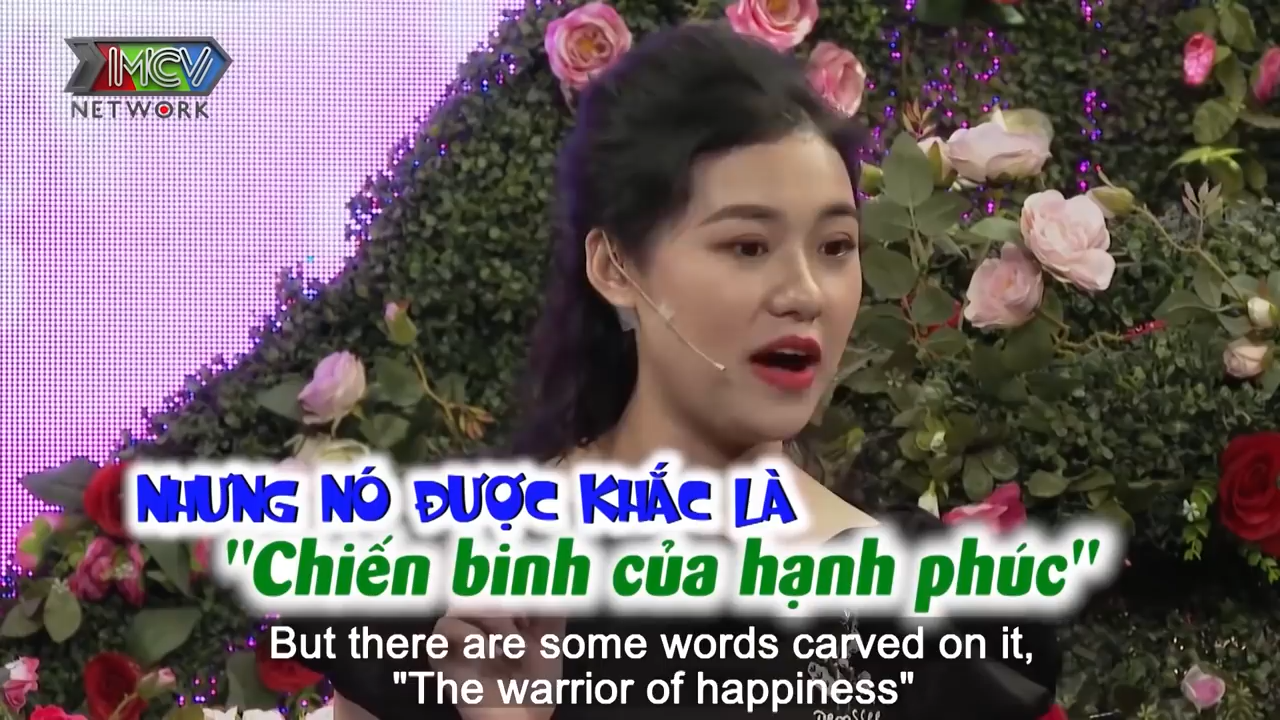 MCV
NETWORK
NHƯNG NÓ ĐƯỢC KHẮC LÀ
"Chiến binh của hạnh phúc"
But there are some words carved on it,
"The warrior of happiness"